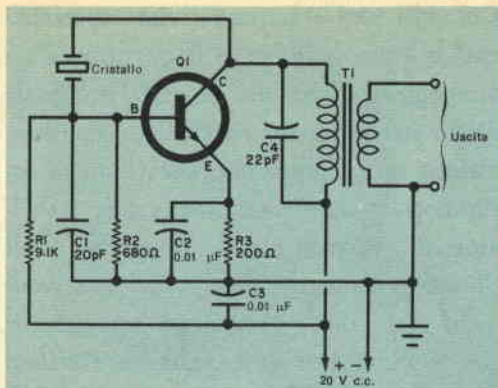 Q1
Cristallo
C
B
E
T1
C4
22pF
Uscita
R1
9.1K
C1
20pF
R2
680Ω
C2
0.01 µF
R3
200Ω
C3
0.01 µF
+ −
20 V c.c.